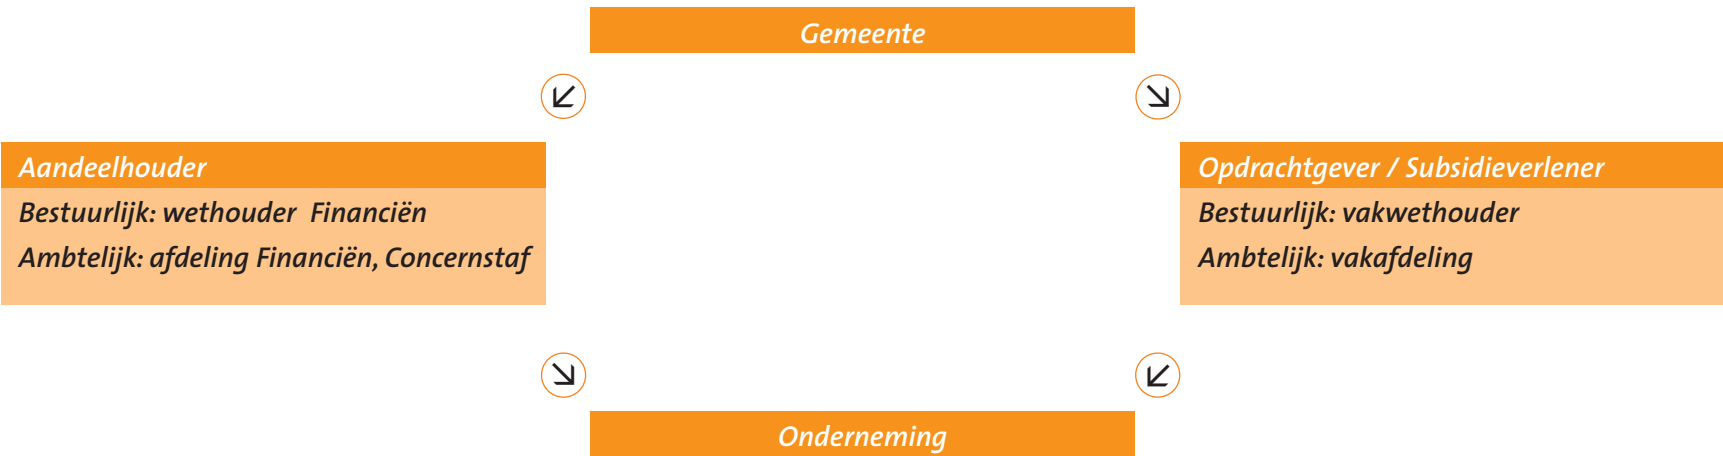 Gemeente
Aandeelhouder
Bestuurlijk: wethouder Financiën
Ambtelijk: afdeling Financiën, Concernstaf
Opdrachtgever / Subsidieverlener
Bestuurlijk: vakwethouder
Ambtelijk: vakafdeling
Onderneming